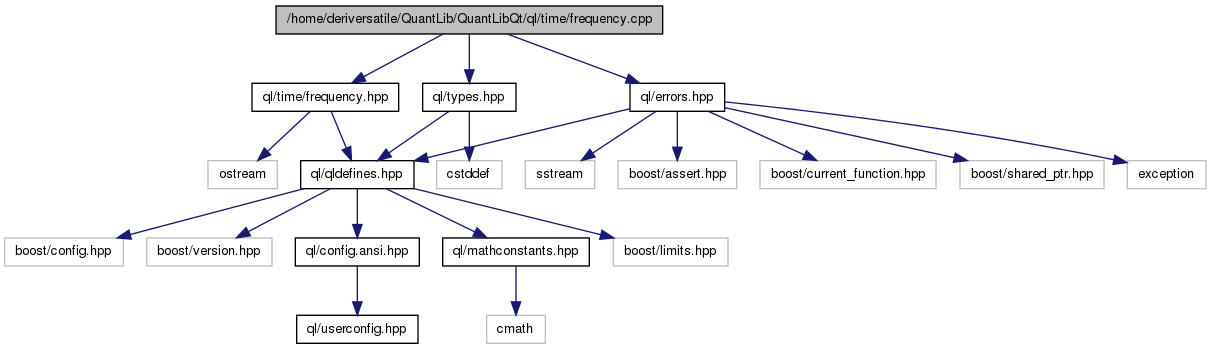 /home/deriversatile/QuantLib/QuantLibQt/ql/time/frequency.cpp
ql/time/frequency.hpp
ql/types.hpp
ql/errors.hpp
ostream
ql/qldefines.hpp
cstddef
sstream
boost/assert.hpp
boost/current_function.hpp
boost/shared_ptr.hpp
exception
boost/config.hpp
boost/version.hpp
ql/config.ansi.hpp
ql/mathconstants.hpp
boost/limits.hpp
ql/userconfig.hpp
cmath